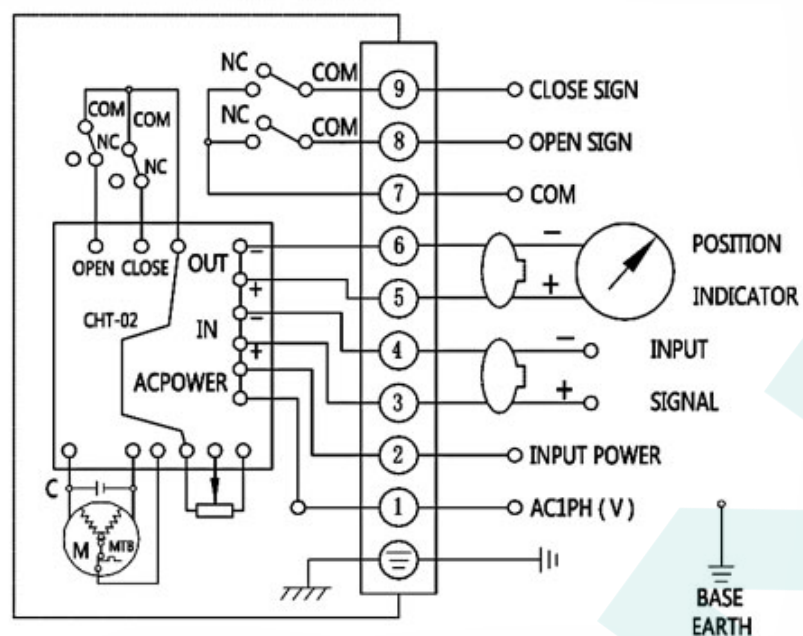 NC COM 9 CLOSE SIGN
COM COM NC COM 8 OPEN SIGN
NC NC 7 COM
OPEN CLOSE OUT − 6 − POSITION
CHT-02 + 5 + INDICATOR
IN − 4 − INPUT
+ 3 + SIGNAL
ACPOWER 2 INPUT POWER
C 1 AC1PH ( V )
M MTB
BASE
EARTH